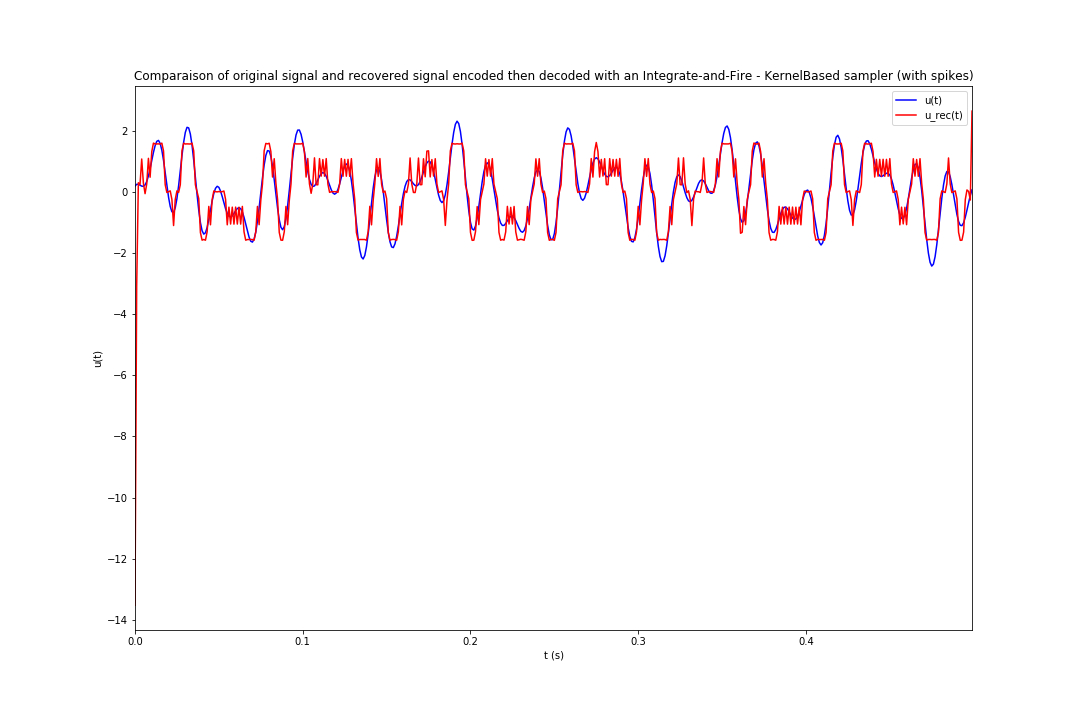 Comparaison of original signal and recovered signal encoded then decoded with an Integrate-and-Fire - KernelBased sampler (with spikes)
u(t)
u_rec(t)
2
0
−2
−4
−6
−8
−10
−12
−14
u(t)
0.0 0.1 0.2 0.3 0.4
t (s)